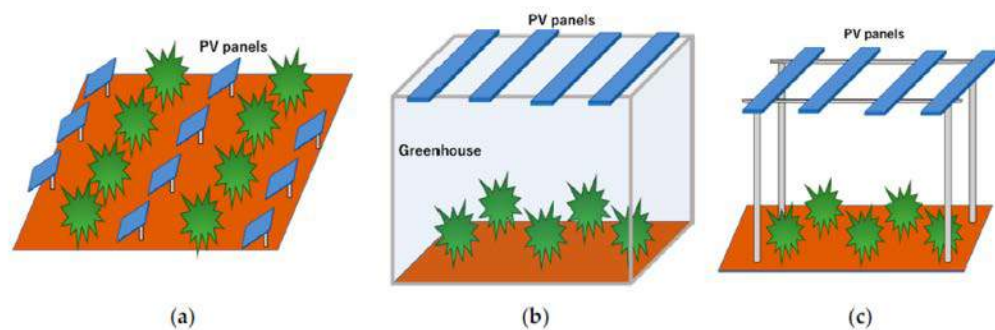 PV panels
PV panels
PV panels
Greenhouse
(a)
(b)
(c)